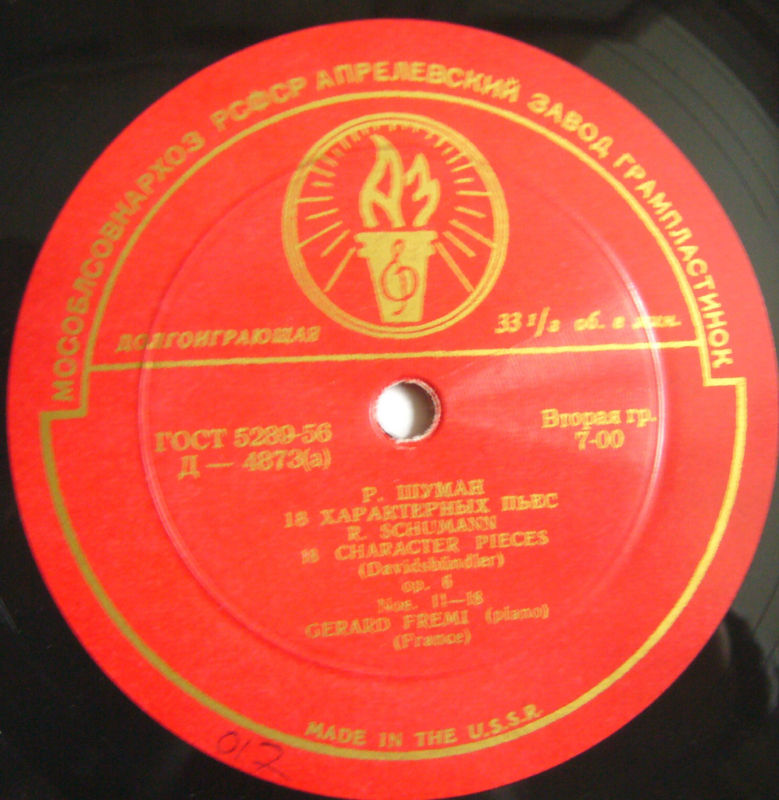 МОСОБЛСОВНАРХОЗ РСФСР АПРЕЛЕВСКИЙ ЗАВОД ГРАМПЛАСТИНОК
АЗ
ДОЛГОИГРАЮЩАЯ
33 1/3 об. в мин.
ГОСТ 5289-56
Д — 4873(а)
Вторая гр.
7-00
Р. ШУМАН
18 ХАРАКТЕРНЫХ ПЬЕС
R. SCHUMANN
18 CHARACTER PIECES
(Davidsbündler)
op. 6
Nos. 11—18
GERARD FREMI (piano)
(France)
MADE IN THE U.S.S.R.
017